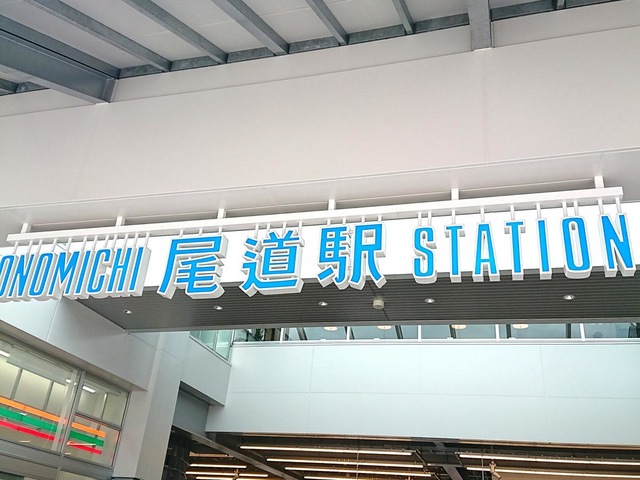 ONOMICHI 尾道駅 STATION